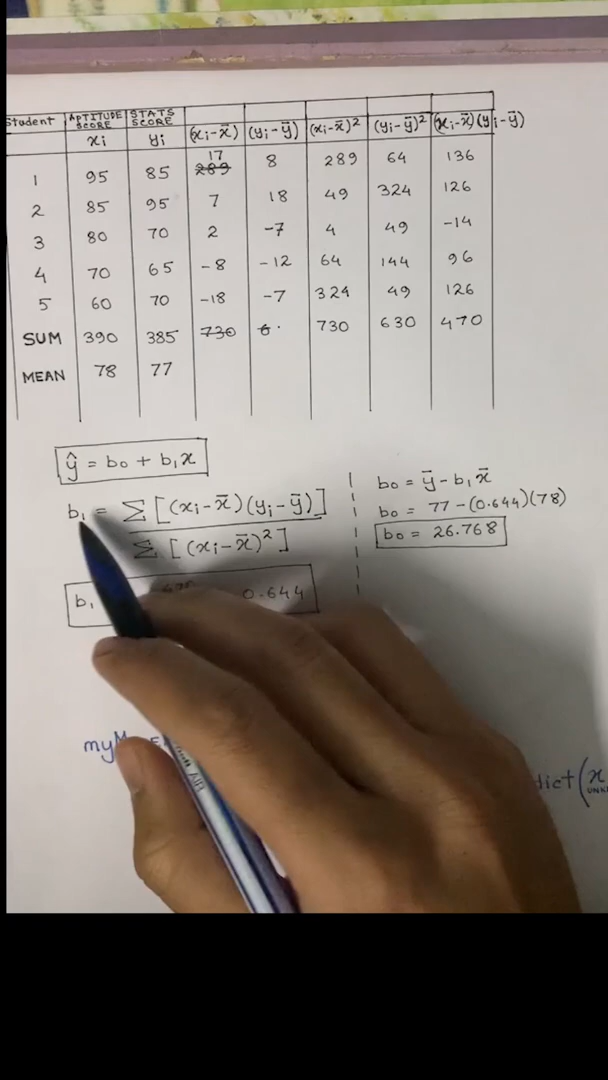 Student APTITUDE SCORE STATS SCORE
xi yi (xi-x̄) (yi-ȳ) (xi-x̄)² (yi-ȳ)² (xi-x̄)(yi-ȳ)
1 95 85 289 17 8 289 64 136
2 85 95 7 18 49 324 126
3 80 70 2 -7 4 49 -14
4 70 65 -8 -12 64 144 96
5 60 70 -18 -7 324 49 126
SUM 390 385 730 6. 730 630 470
MEAN 78 77
ŷ = b₀ + b₁x
b₁ = Σ[(xi-x̄)(yi-ȳ)]
Σ[(xi-x̄)²]
b₁ 0.644
b₀ = ȳ - b₁x̄
b₀ = 77-(0.644)(78)
b₀ = 26.768